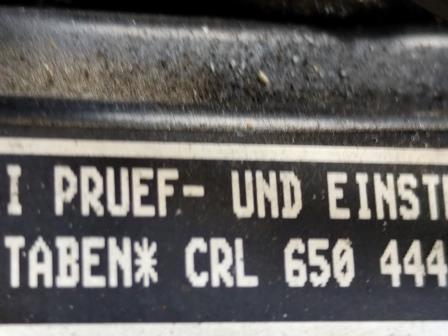 I PRUEF- UND EINST
TABEN* CRL 650 444